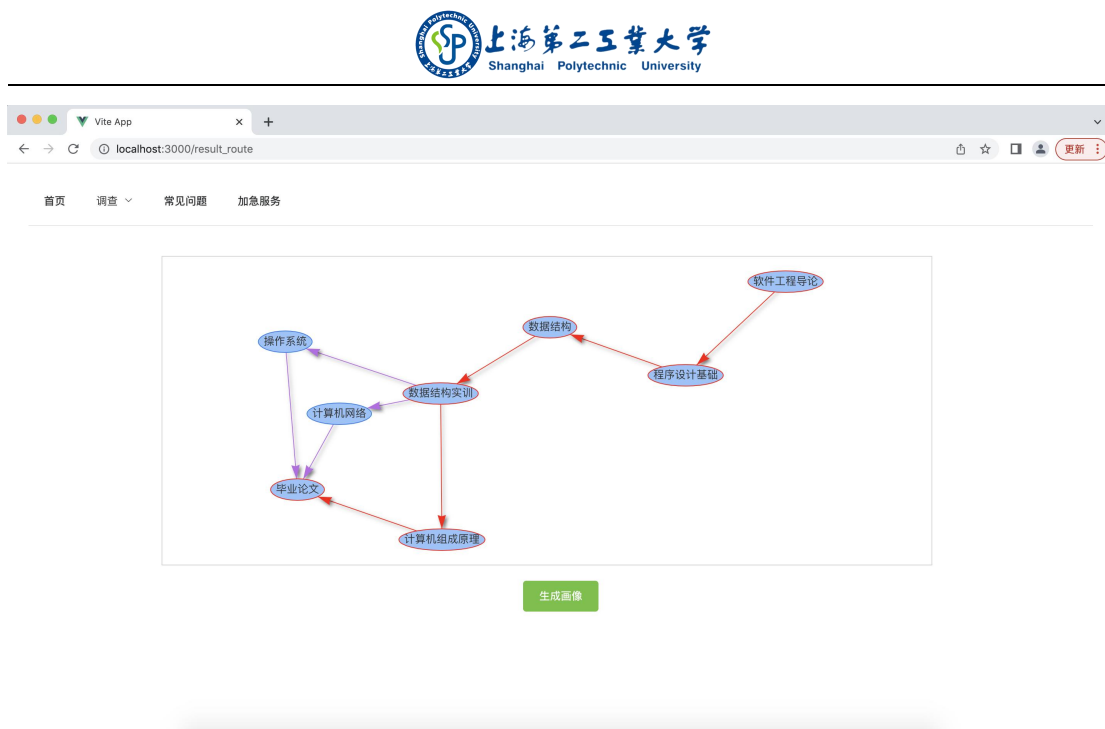 上海第二工业大学
Shanghai Polytechnic University
Vite App
localhost:3000/result_route
更新
首页 调查 常见问题 加急服务
软件工程导论
数据结构
操作系统
程序设计基础
数据结构实训
计算机网络
毕业论文
计算机组成原理
生成画像